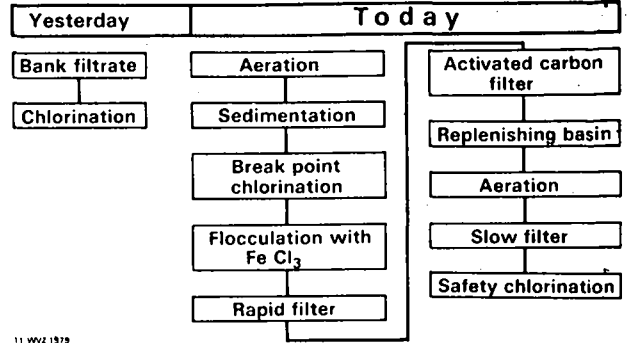 Yesterday
Today
Bank filtrate
Chlorination
Aeration
Sedimentation
Break point
chlorination
Flocculation with
Fe Cl3
Rapid filter
Activated carbon
filter
Replenishing basin
Aeration
Slow filter
Safety chlorination
11 WVZ 1979